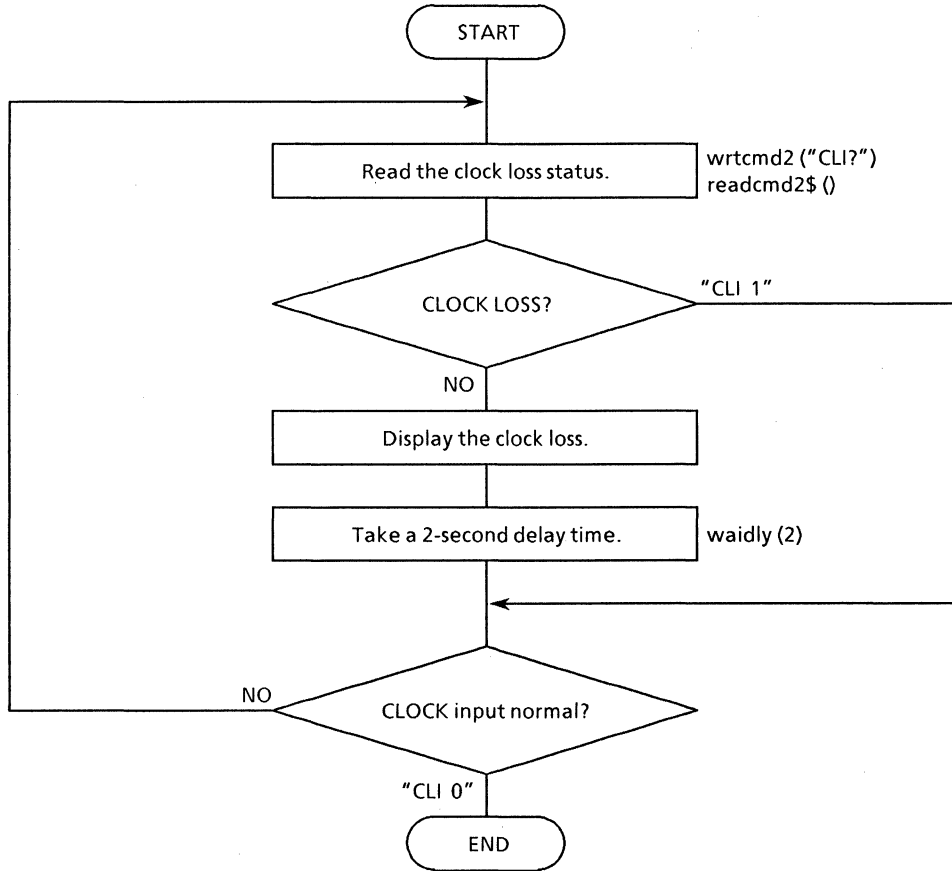 START
Read the clock loss status.
wrtcmd2 ("CLI?")
readcmd2$ ()
CLOCK LOSS?
"CLI 1"
NO
Display the clock loss.
Take a 2-second delay time.
waidly (2)
NO
CLOCK input normal?
"CLI 0"
END